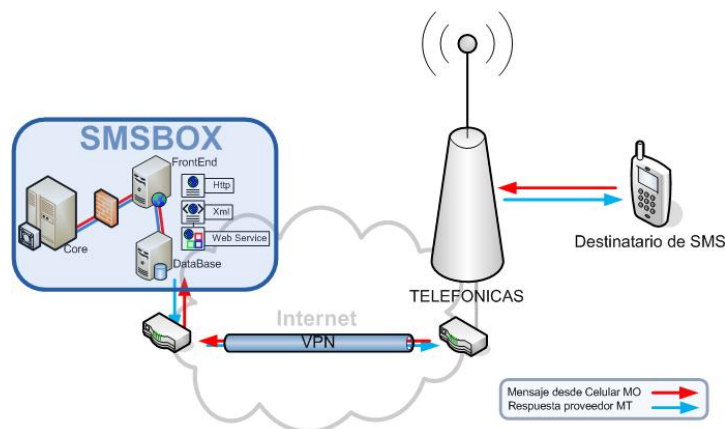 SMSBOX
FrontEnd
Http
Xml
Web Service
Core
DataBase
Destinatario de SMS
TELEFONICAS
Internet
VPN
Mensaje desde Celular MO
Respuesta proveedor MT